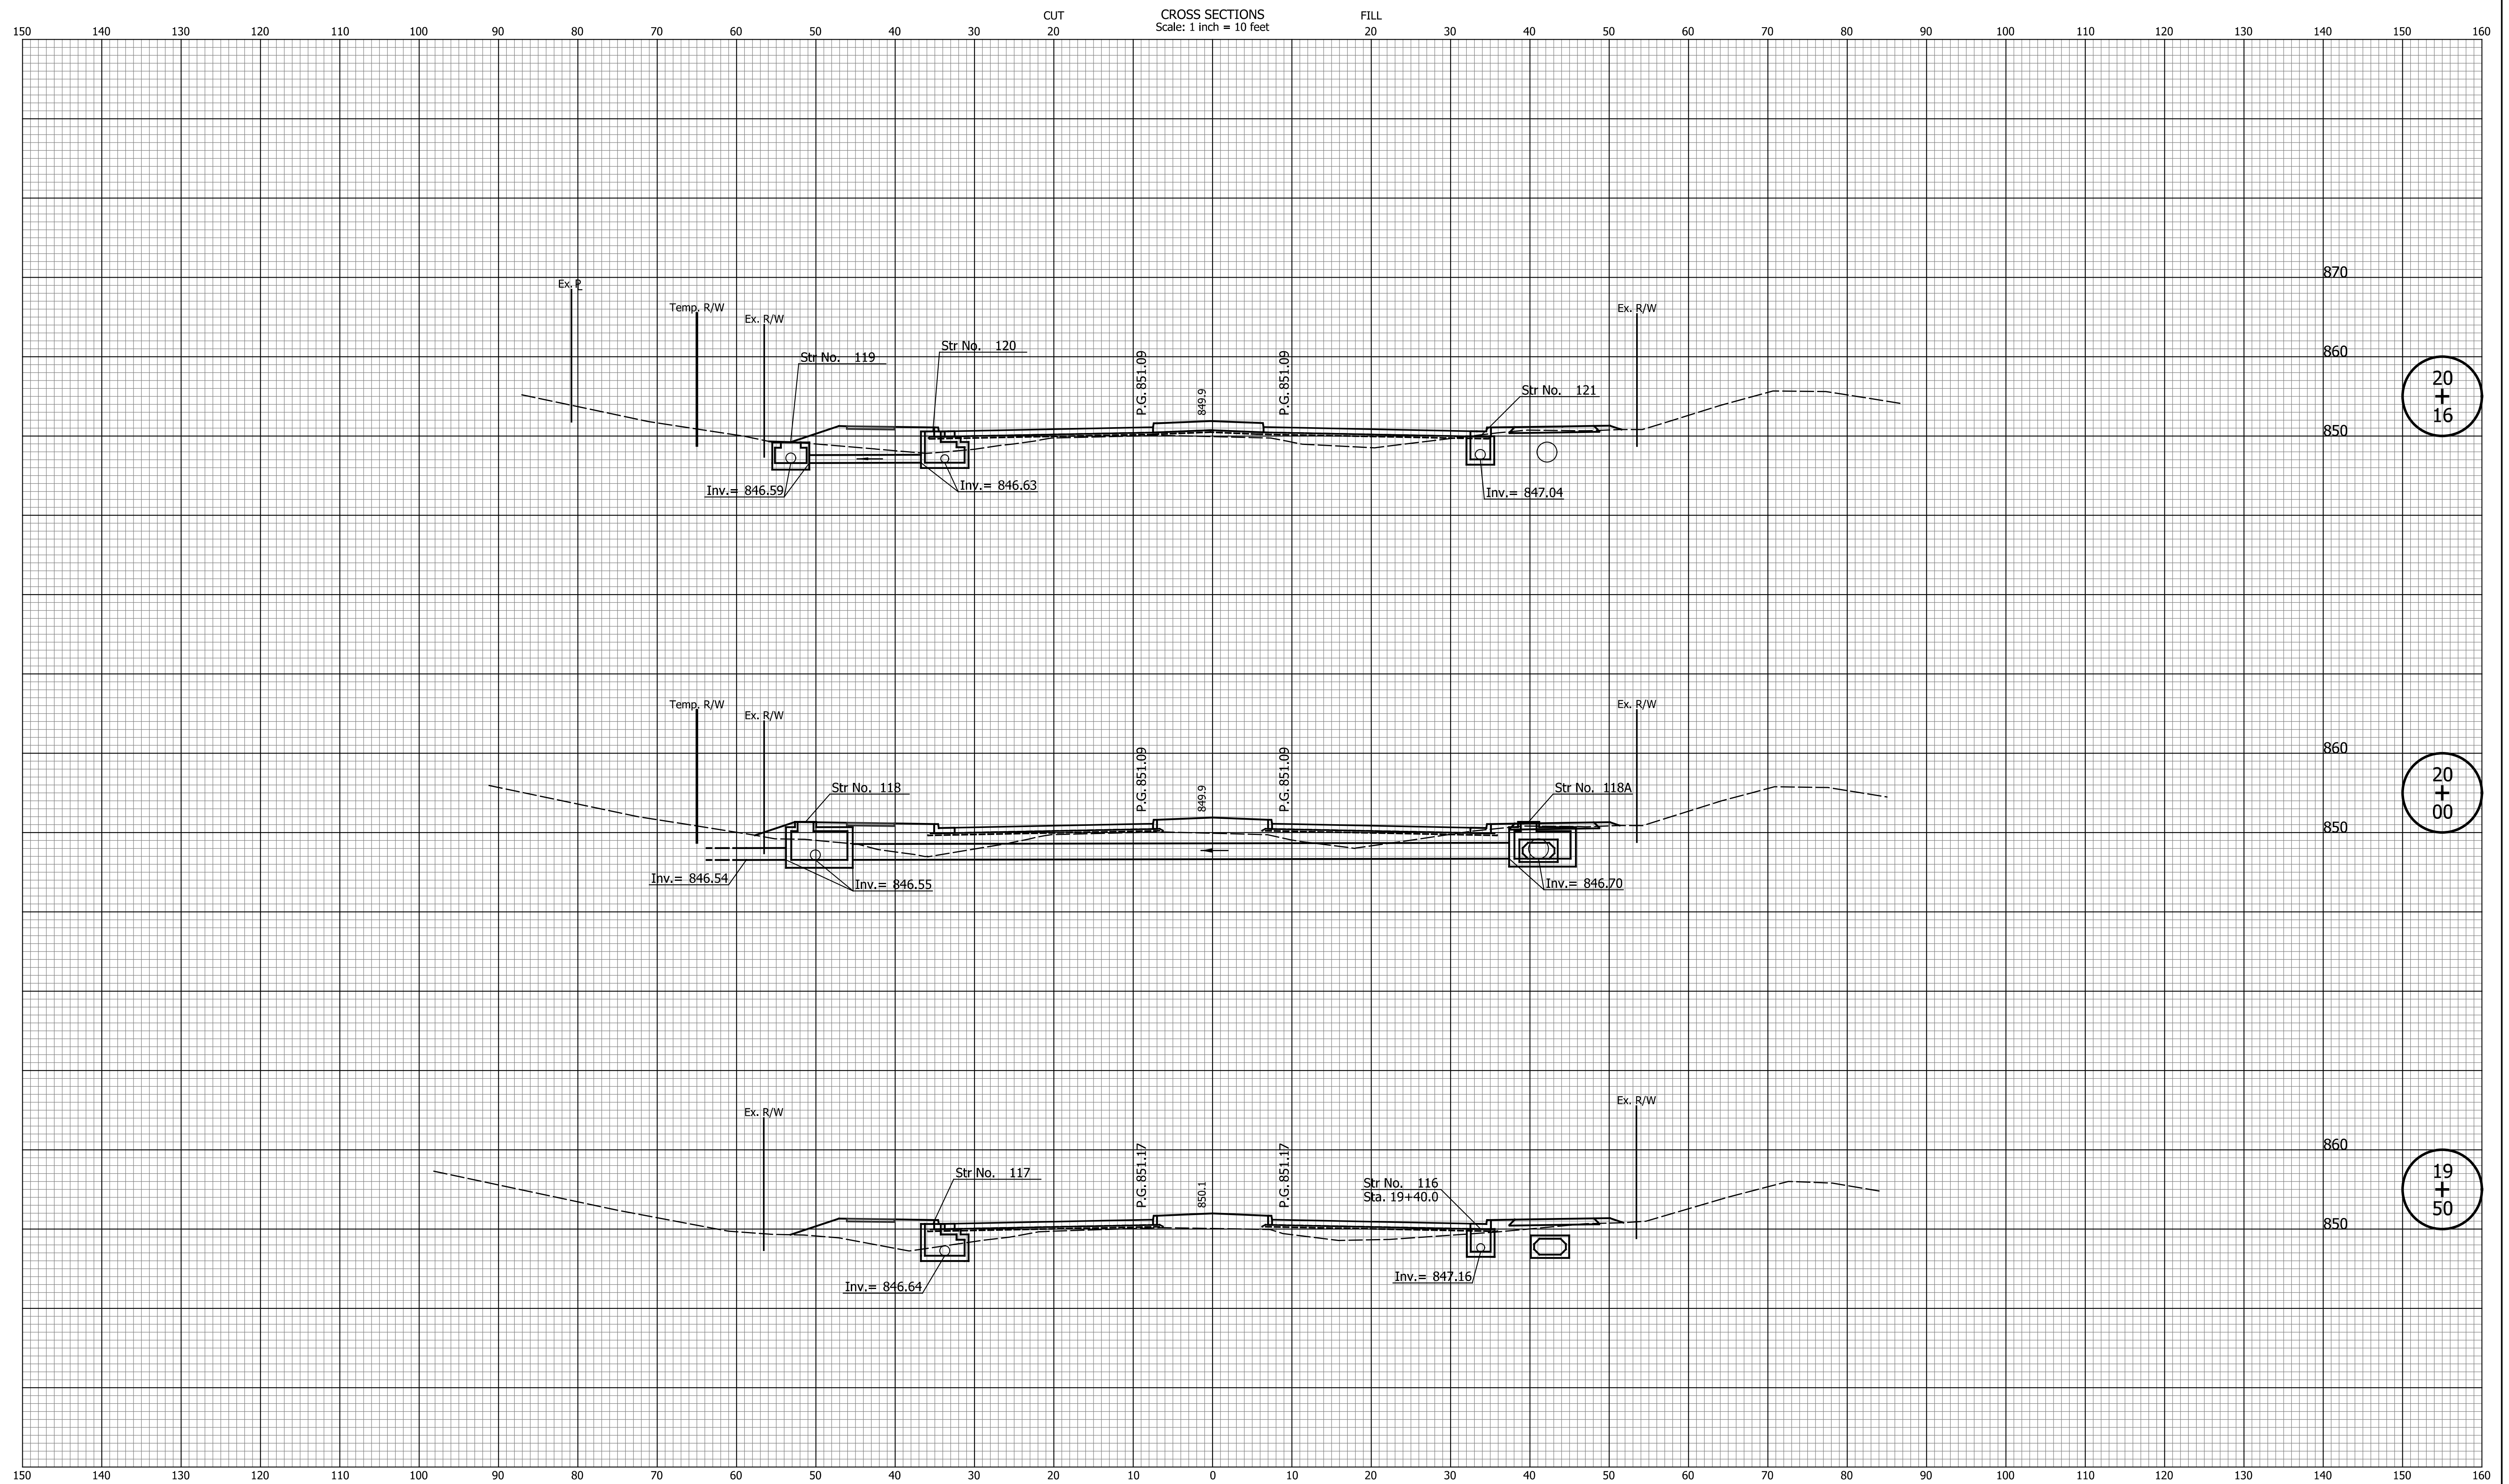 CUT CROSS SECTIONS FILL
Scale: 1 inch = 10 feet
150 140 130 120 110 100 90 80 70 60 50 40 30 20 10 0 10 20 30 40 50 60 70 80 90 100 110 120 130 140 150 160
870
Ex. PL
Temp. R/W
Ex. R/W
Ex. R/W
Str No. 119
Str No. 120
P.G. 851.09
849.9
P.G. 851.09
Str No. 121
860
20
+
16
850
Inv.= 846.59
Inv.= 846.63
Inv.= 847.04
Temp. R/W
Ex. R/W
Ex. R/W
Str No. 118
P.G. 851.09
849.9
P.G. 851.09
Str No. 118A
860
20
+
00
850
Inv.= 846.54
Inv.= 846.55
Inv.= 846.70
Ex. R/W
Ex. R/W
Str No. 117
P.G. 851.17
850.1
P.G. 851.17
Str No. 116
Sta. 19+40.0
860
19
+
50
850
Inv.= 846.64
Inv.= 847.16
150 140 130 120 110 100 90 80 70 60 50 40 30 20 10 0 10 20 30 40 50 60 70 80 90 100 110 120 130 140 150 160